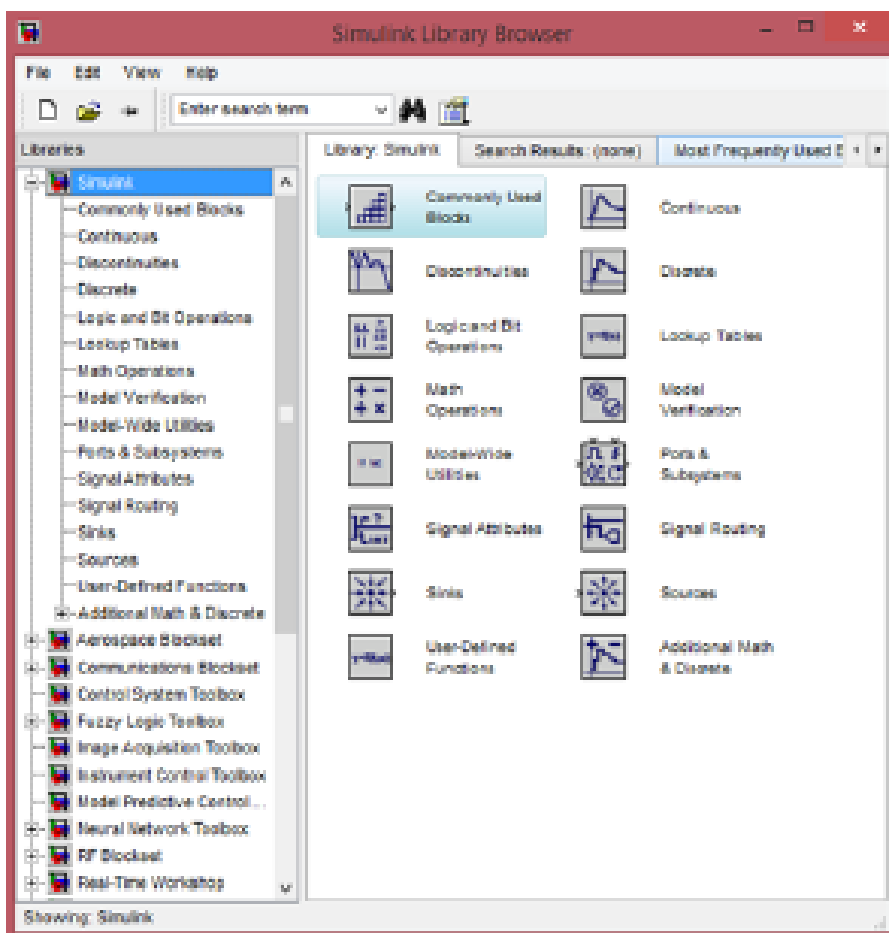 Simulink Library Browser
File Edit View Help
Enter search term
Libraries
Library: Simulink Search Results: (none) Most Frequently Used B
Simulink
Commonly Used Blocks
Continuous
Discontinuities
Discrete
Logic and Bit Operations
Lookup Tables
Math Operations
Model Verification
Model-Wide Utilities
Ports & Subsystems
Signal Attributes
Signal Routing
Sinks
Sources
User-Defined Functions
Additional Math & Discrete
Aerospace Blockset
Communications Blockset
Control System Toolbox
Fuzzy Logic Toolbox
Image Acquisition Toolbox
Instrument Control Toolbox
Model Predictive Control ...
Neural Network Toolbox
RF Blockset
Real-Time Workshop
Commonly Used
Blocks
Continuous
Discontinuities
Discrete
Logic and Bit
Operations
Lookup Tables
Math
Operations
Model
Verification
Model-Wide
Utilities
Ports &
Subsystems
Signal Attributes
Signal Routing
Sinks
Sources
User-Defined
Functions
Additional Math
& Discrete
Showing: Simulink